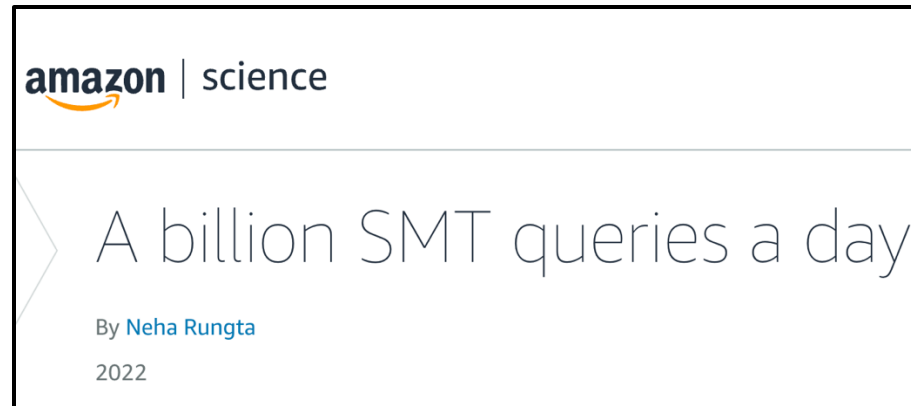 amazon | science
A billion SMT queries a day
By Neha Rungta
2022